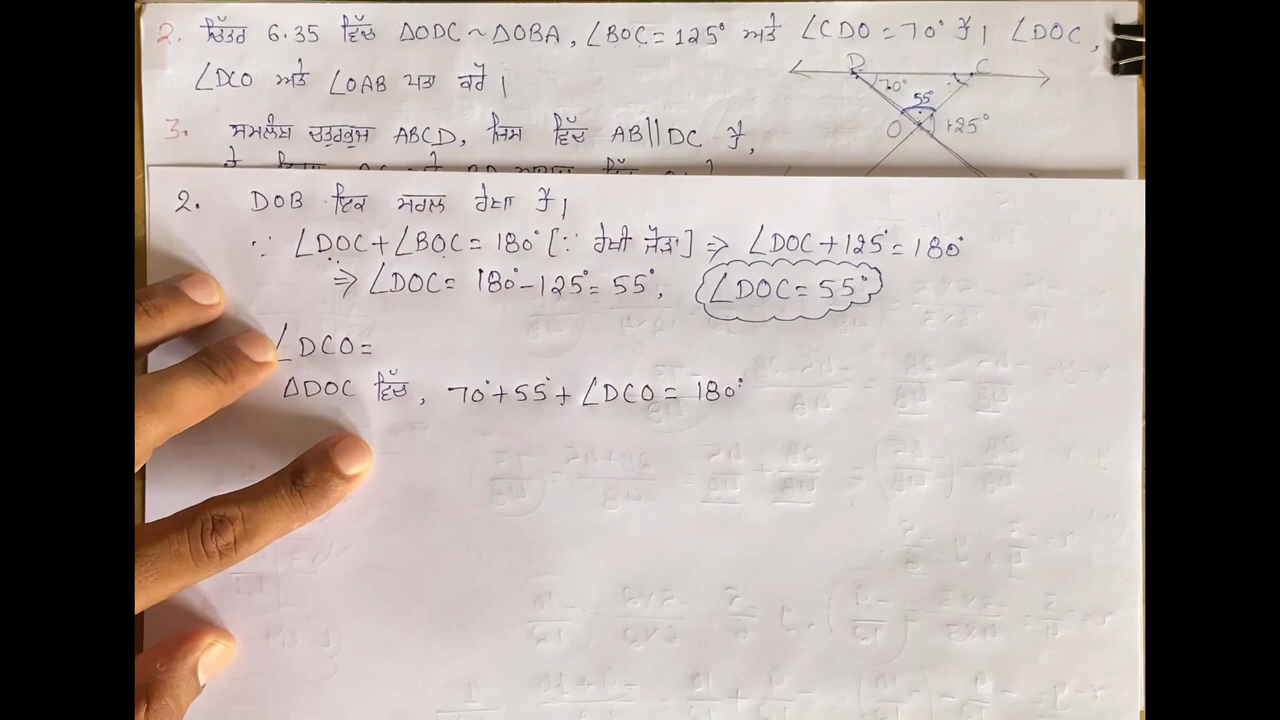 2. ਚਿੱਤਰ 6.35 ਵਿੱਚ ΔODC ~ ΔOBA, ∠BOC = 125° ਅਤੇ ∠CDO = 70° ਹੈ। ∠DOC,
∠DCO ਅਤੇ ∠OAB ਪਤਾ ਕਰੋ।
D C
70°
55°
O 125°
3. ਸਮਲੰਬ ਚਤੁਰਭੁਜ ABCD, ਜਿਸ ਵਿੱਚ AB||DC ਹੈ,
2. DOB ਇਕ ਸਰਲ ਰੇਖਾ ਹੈ।
∵ ∠DOC + ∠BOC = 180° [∵ ਰੇਖੀ ਜੋੜਾ] ⇒ ∠DOC + 125° = 180°
⇒ ∠DOC = 180° - 125° = 55°, ∠DOC = 55°
∠DCO =
ΔDOC ਵਿੱਚ, 70° + 55° + ∠DCO = 180°